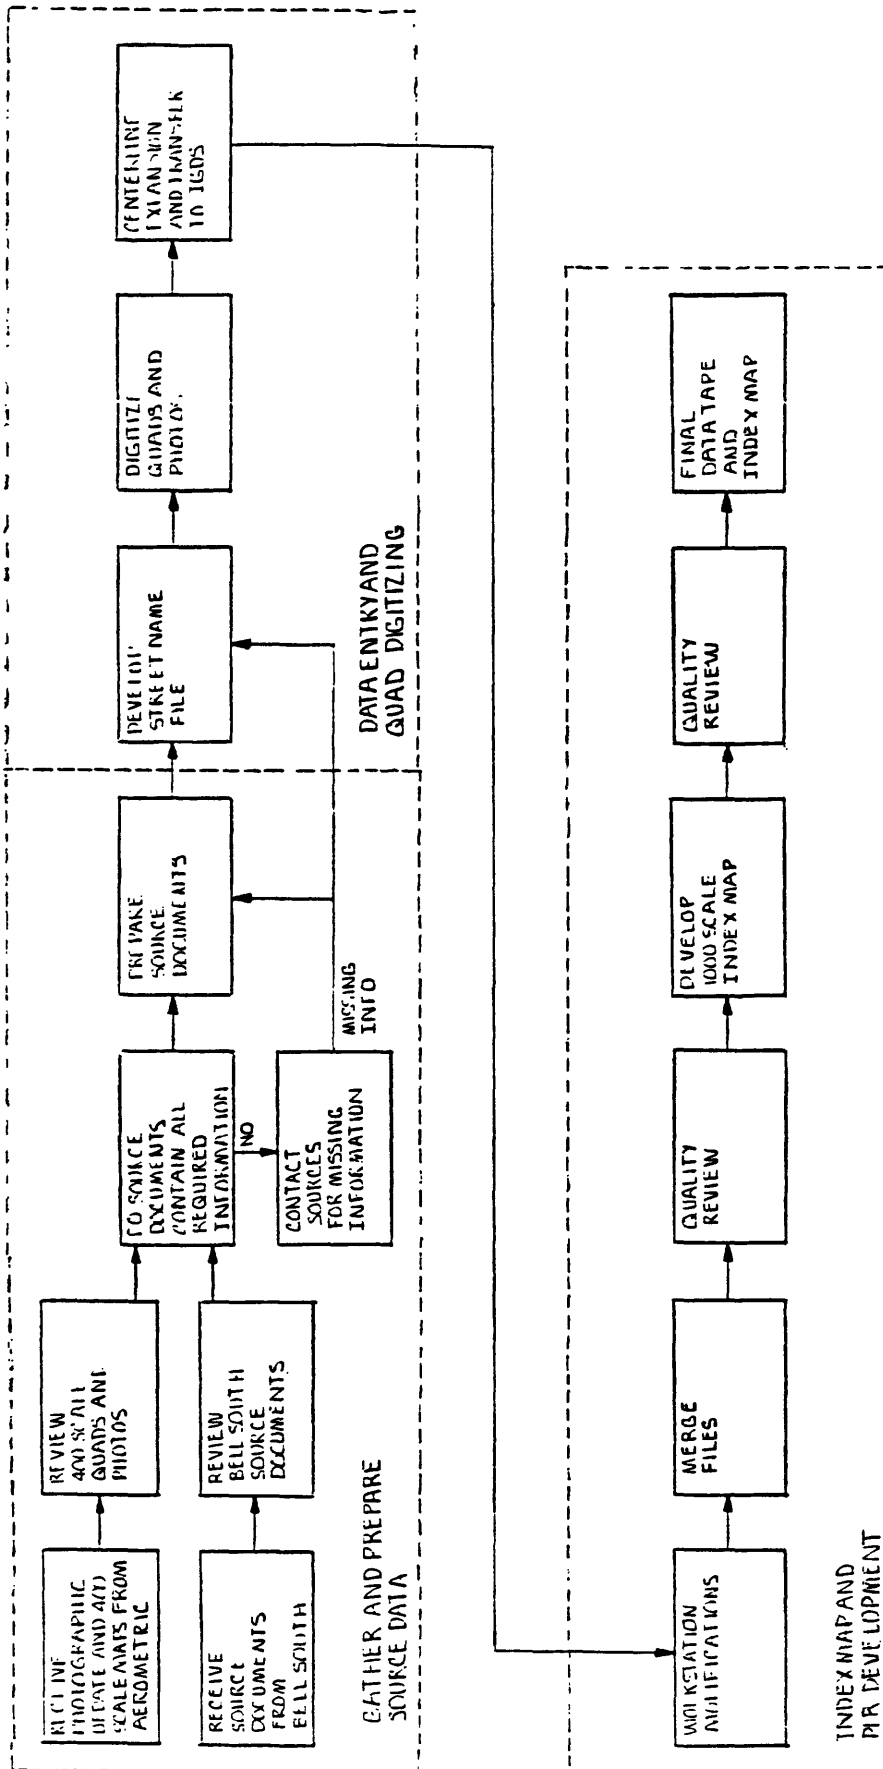 PHOTOGRAPHIC
UPDATE AND 400
SCALE MAPS FROM
AEROMETRIC
REVIEW
400 SCALE
QUADS AND
PHOTOS
RECEIVE
SOURCE
DOCUMENTS
FROM
BELL SOUTH
REVIEW
BELL SOUTH
SOURCE
DOCUMENTS
GATHER AND PREPARE
SOURCE DATA
TO SOURCE
DOCUMENTS
CONTAIN ALL
REQUIRED
INFORMATION
NO
CONTACT
SOURCES
FOR MISSING
INFORMATION
MISSING
INFO
PREPARE
SOURCE
DOCUMENTS
DEVELOP
STREET NAME
FILE
DIGITIZE
QUADS AND
PHOTOS
CENTERLINE
EXPANSION
AND TRANSFER
TO IGDS
DATA ENTRY AND
QUAD DIGITIZING
WORKSTATION
MODIFICATIONS
MERGE
FILES
QUALITY
REVIEW
DEVELOP
1000 SCALE
INDEX MAP
QUALITY
REVIEW
FINAL
DATA TAPE
AND
INDEX MAP
INDEX MAP AND
DEVELOPMENT